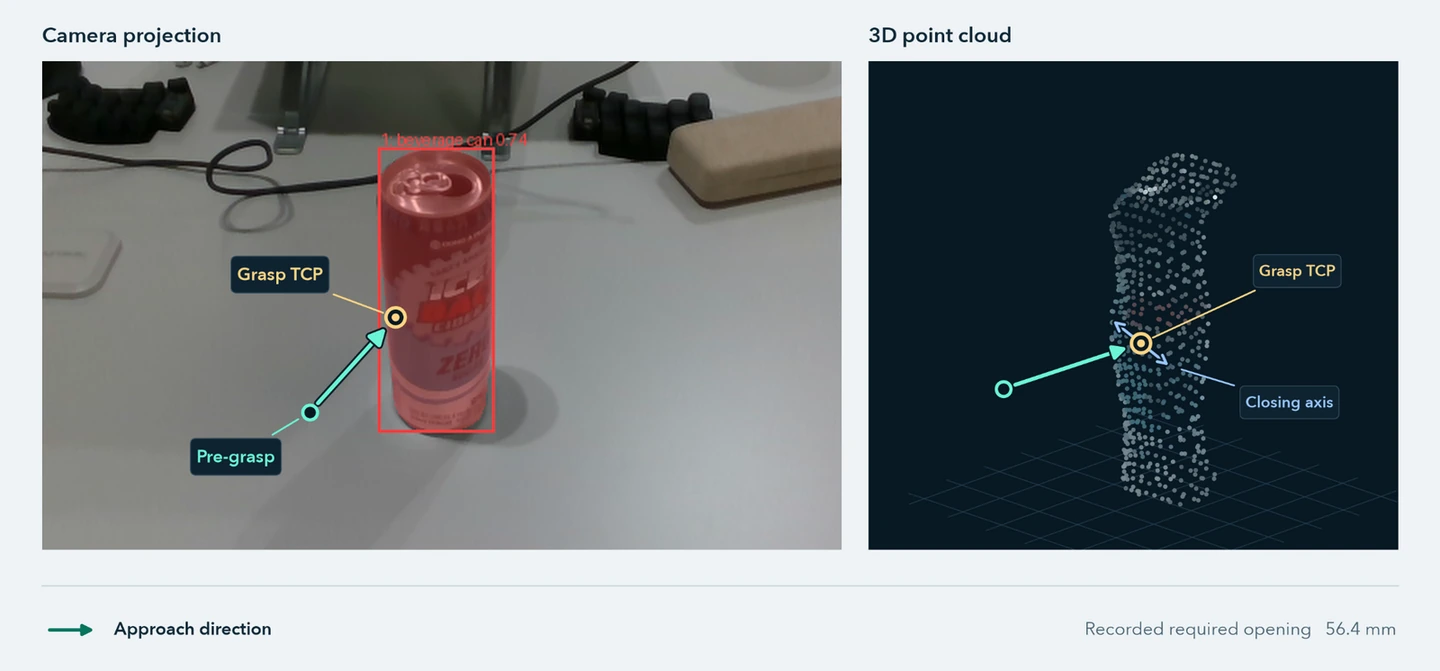 Camera projection
3D point cloud
1: beverage can 0.74
Grasp TCP
Pre-grasp
ZERO
Grasp TCP
Closing axis
Approach direction
Recorded required opening 56.4 mm